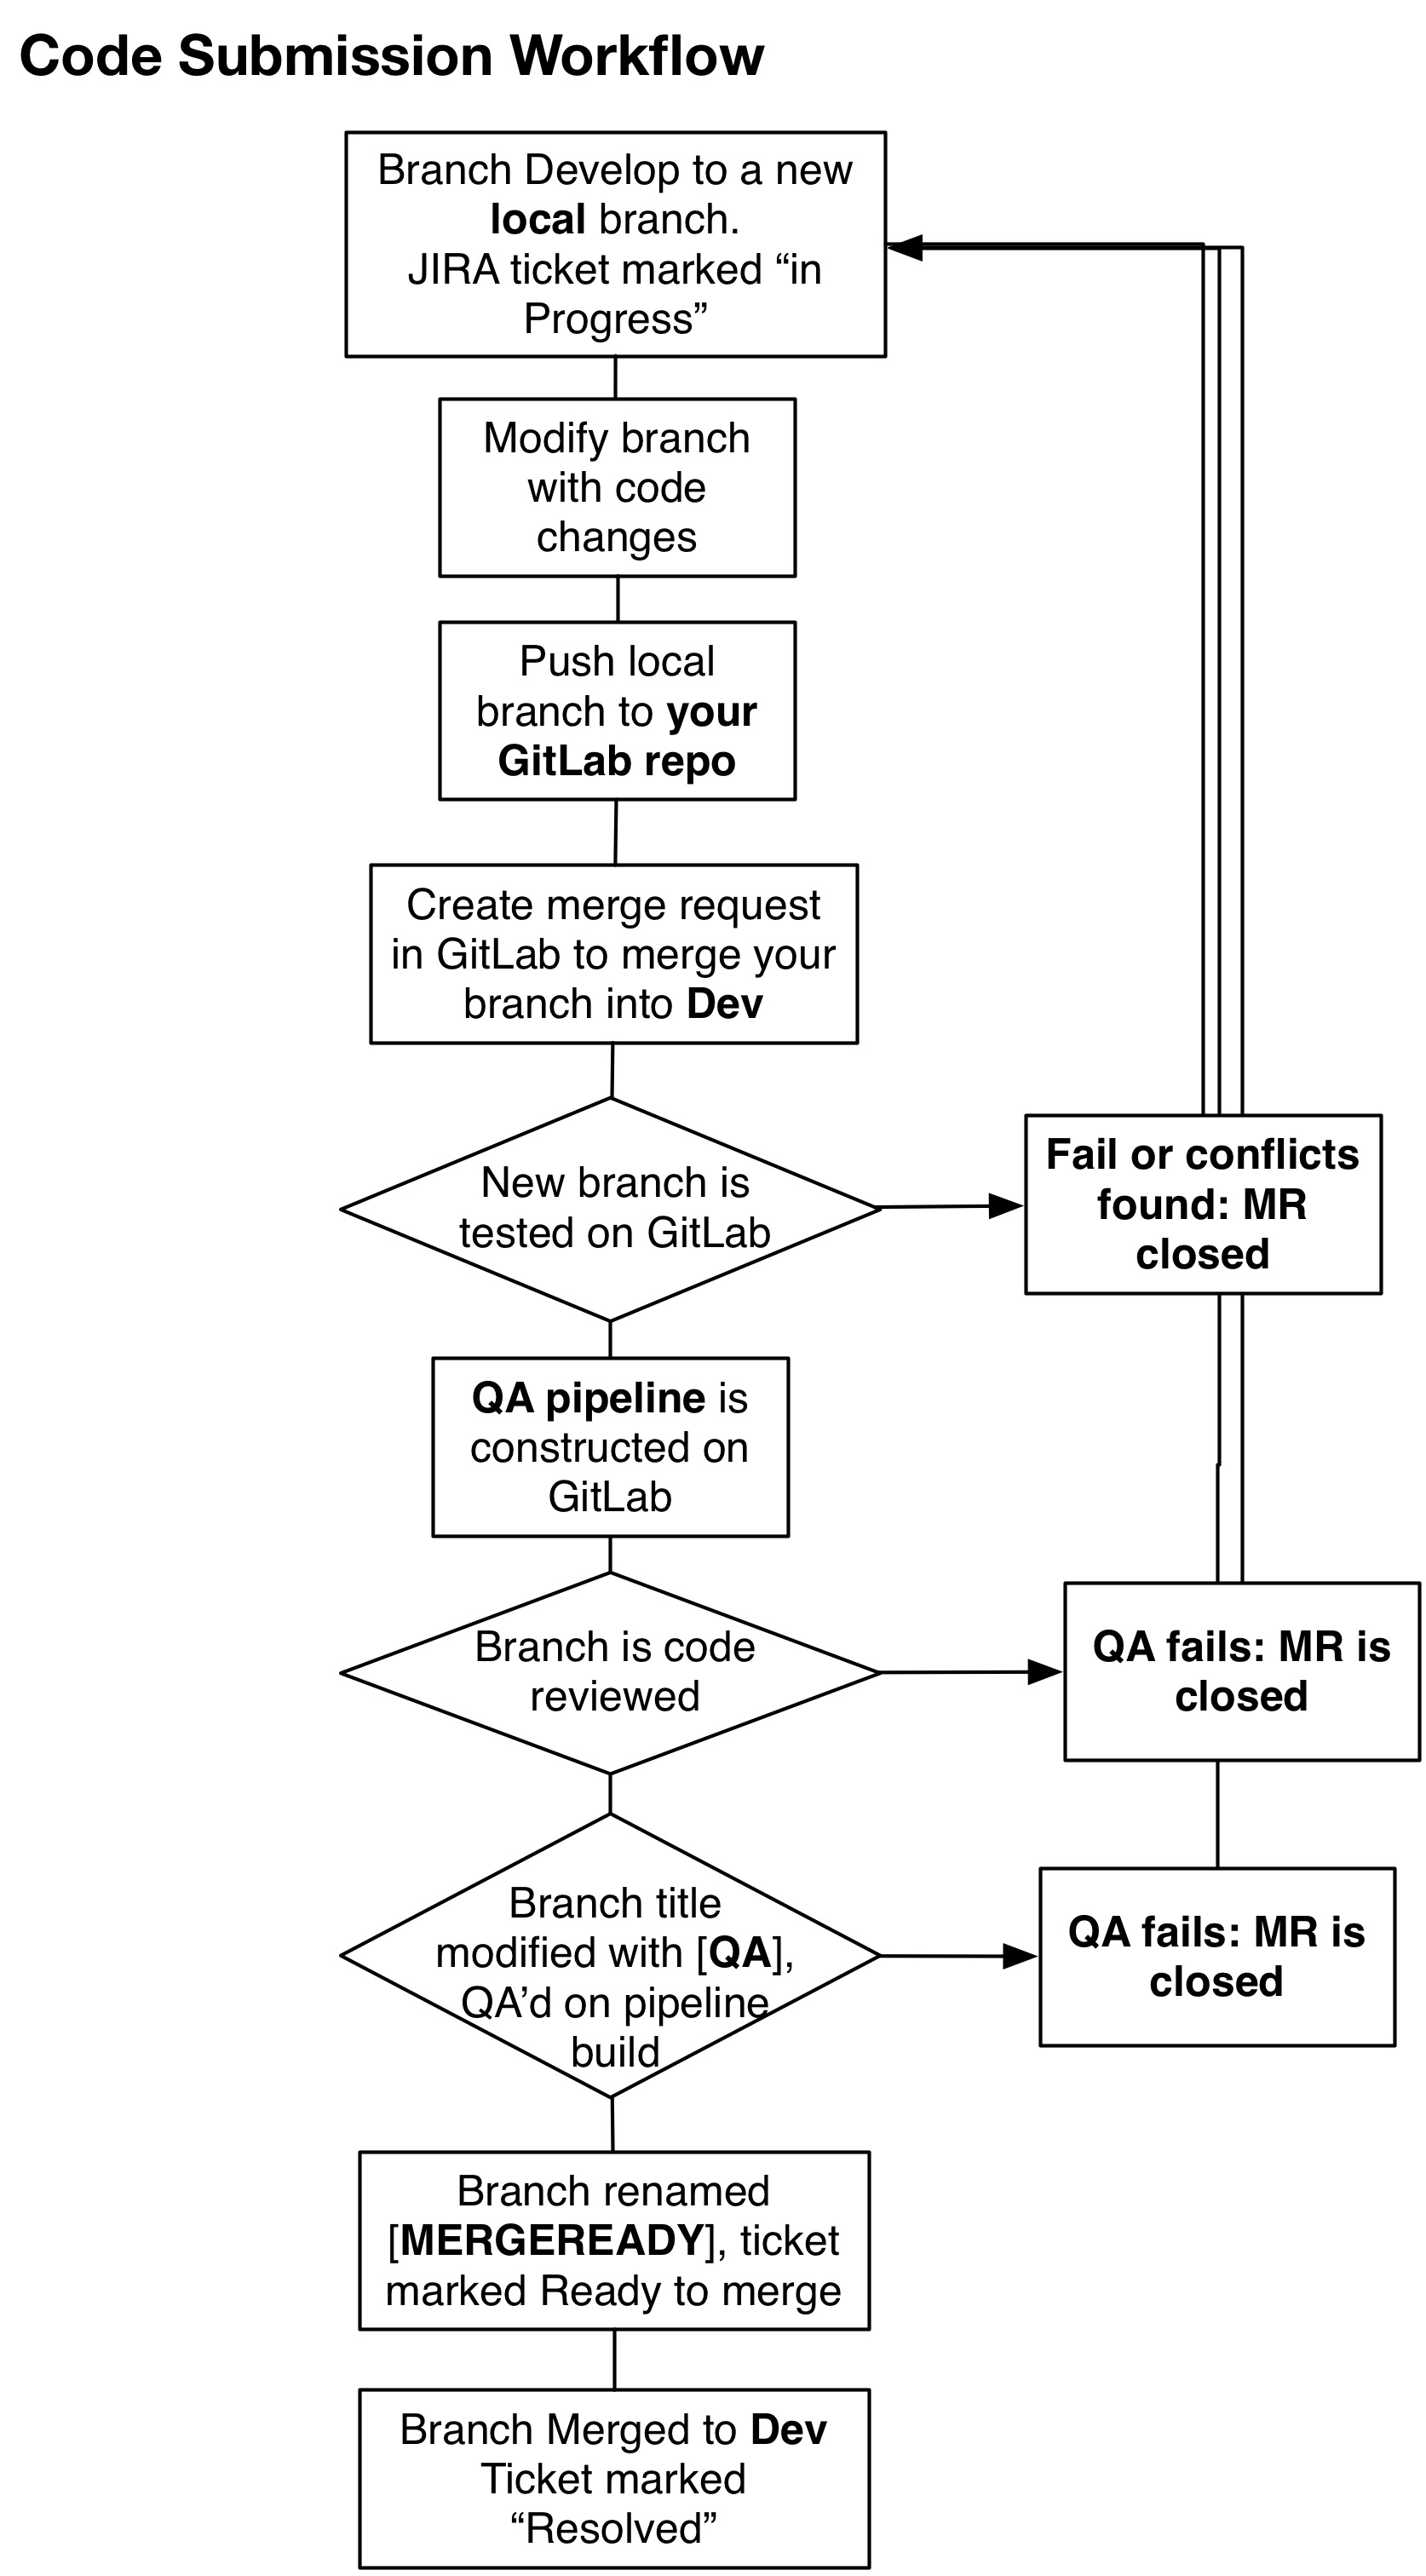 Code Submission Workflow
Branch Develop to a new
local branch.
JIRA ticket marked “in
Progress”
Modify branch
with code
changes
Push local
branch to your
GitLab repo
Create merge request
in GitLab to merge your
branch into Dev
New branch is
tested on GitLab
Fail or conflicts
found: MR
closed
QA pipeline is
constructed on
GitLab
Branch is code
reviewed
QA fails: MR is
closed
Branch title
modified with [QA],
QA’d on pipeline
build
QA fails: MR is
closed
Branch renamed
[MERGEREADY], ticket
marked Ready to merge
Branch Merged to Dev
Ticket marked
“Resolved”